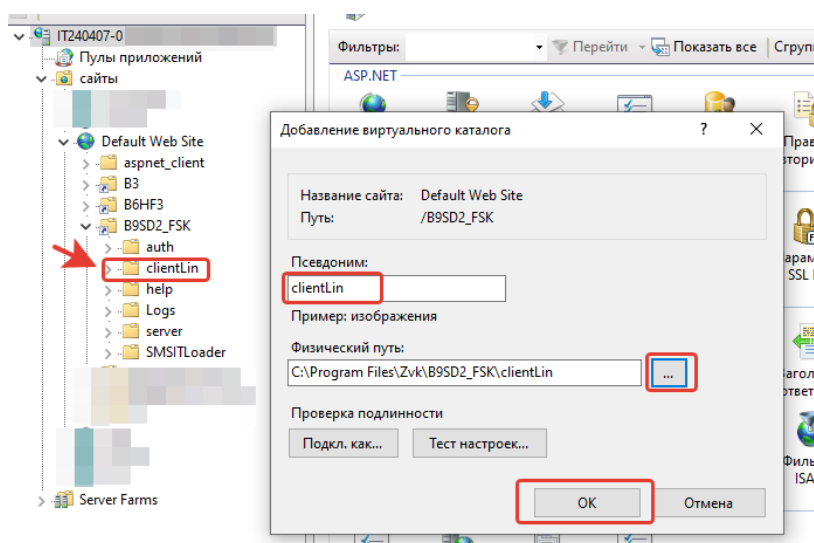 IT240407-0
Пулы приложений
сайты
Default Web Site
aspnet_client
B3
B6HF3
B9SD2_FSK
auth
clientLin
help
Logs
server
SMSITLoader
Server Farms
Фильтры:
Перейти
Показать все
ASP.NET
Добавление виртуального каталога
?
Название сайта: Default Web Site
Путь: /B9SD2_FSK
Псевдоним:
clientLin
Пример: изображения
Физический путь:
C:\Program Files\Zvk\B9SD2_FSK\clientLin
...
Проверка подлинности
Подкл. как...
Тест настроек...
OK
Отмена
SSL